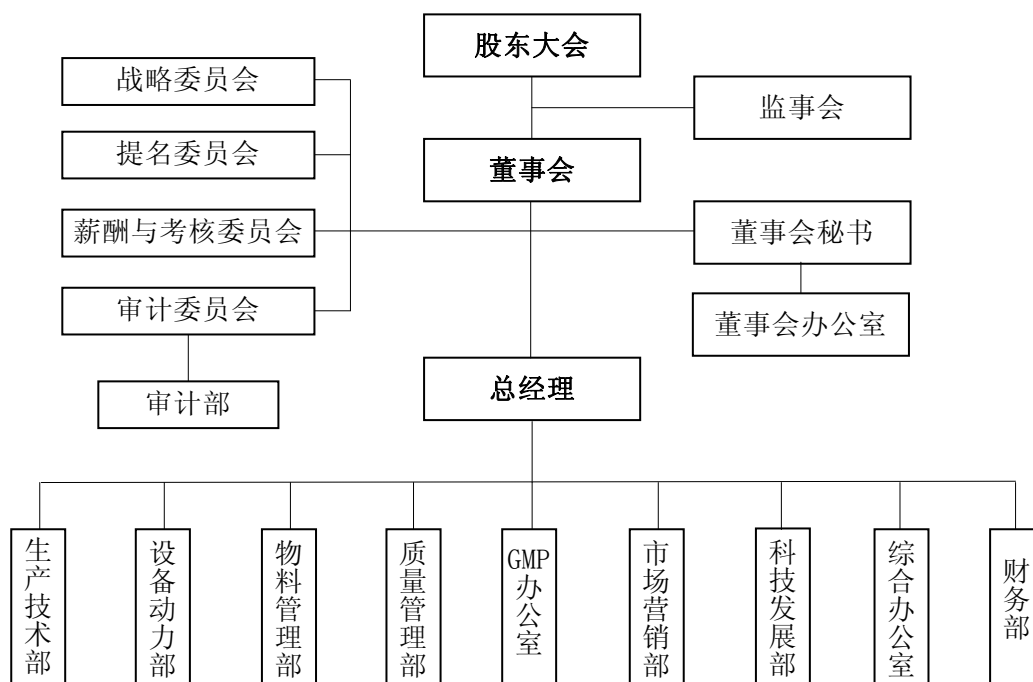 股东大会
战略委员会
监事会
提名委员会
董事会
薪酬与考核委员会
董事会秘书
审计委员会
董事会办公室
总经理
审计部
生产技术部
设备动力部
物料管理部
质量管理部
GMP办公室
市场营销部
科技发展部
综合办公室
财务部